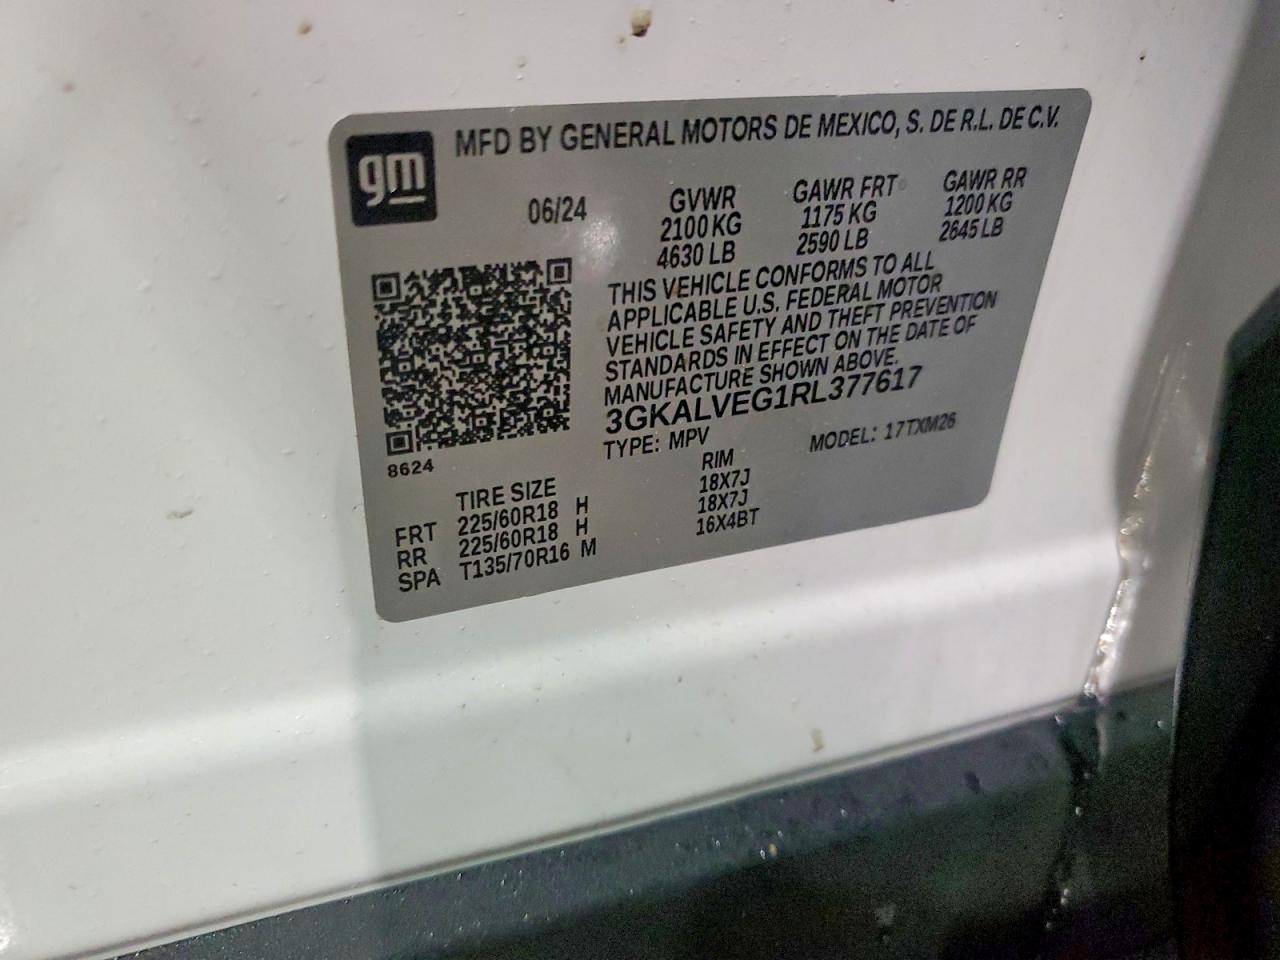 gm
MFD BY GENERAL MOTORS DE MEXICO, S. DE R.L. DE C.V.
06/24
GVWR
2100 KG
4630 LB
GAWR FRT
1175 KG
2590 LB
GAWR RR
1200 KG
2645 LB
THIS VEHICLE CONFORMS TO ALL
APPLICABLE U.S. FEDERAL MOTOR
VEHICLE SAFETY AND THEFT PREVENTION
STANDARDS IN EFFECT ON THE DATE OF
MANUFACTURE SHOWN ABOVE.
3GKALVEG1RL377617
TYPE: MPV MODEL: 17TXM26
8624
TIRE SIZE RIM
FRT 225/60R18 H 18X7J
RR 225/60R18 H 18X7J
SPA T135/70R16 M 16X4BT